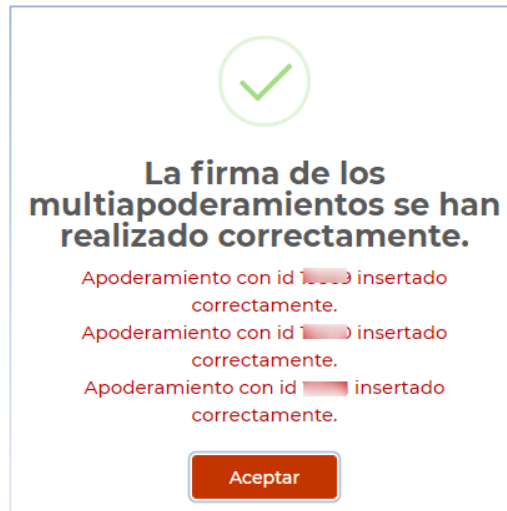 La firma de los
multiapoderamientos se han
realizado correctamente.
Apoderamiento con id insertado
correctamente.
Apoderamiento con id insertado
correctamente.
Apoderamiento con id insertado
correctamente.
Aceptar